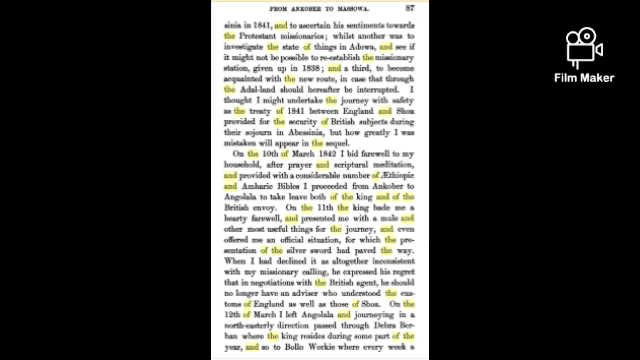 FROM ANKOBER TO MASSOWA. 87
sinia in 1841, and to ascertain his sentiments towards
the Protestant missionaries; whilst another was to
investigate the state of things in Adowa, and see if
it might not be possible to re-establish the missionary
station, given up in 1838; and a third, to become
acquainted with the new route, in case that through
the Adal-land should hereafter be interrupted. I
thought I might undertake the journey with safety
as the treaty of 1841 between England and Shoa
provided for the security of British subjects during
their sojourn in Abessinia, but how greatly I was
mistaken will appear in the sequel.
On the 10th of March 1842 I bid farewell to my
household, after prayer and scriptural meditation,
and provided with a considerable number of Æthiopic
and Amharic Bibles I proceeded from Ankober to
Angolala to take leave both of the king and of the
British envoy. On the 11th the king bade me a
hearty farewell, and presented me with a mule and
other most useful things for the journey, and even
offered me an official situation, for which the pre-
sentation of the silver sword had paved the way.
When I had declined it as altogether inconsistent
with my missionary calling, he expressed his regret
that in negotiations with the British agent, he should
no longer have an adviser who understood the cus-
toms of England as well as those of Shoa. On the
12th of March I left Angolala and journeying in a
north-easterly direction passed through Debra Ber-
han where the king resides during some part of the
year, and so to Bollo Workie where every week a
Film Maker